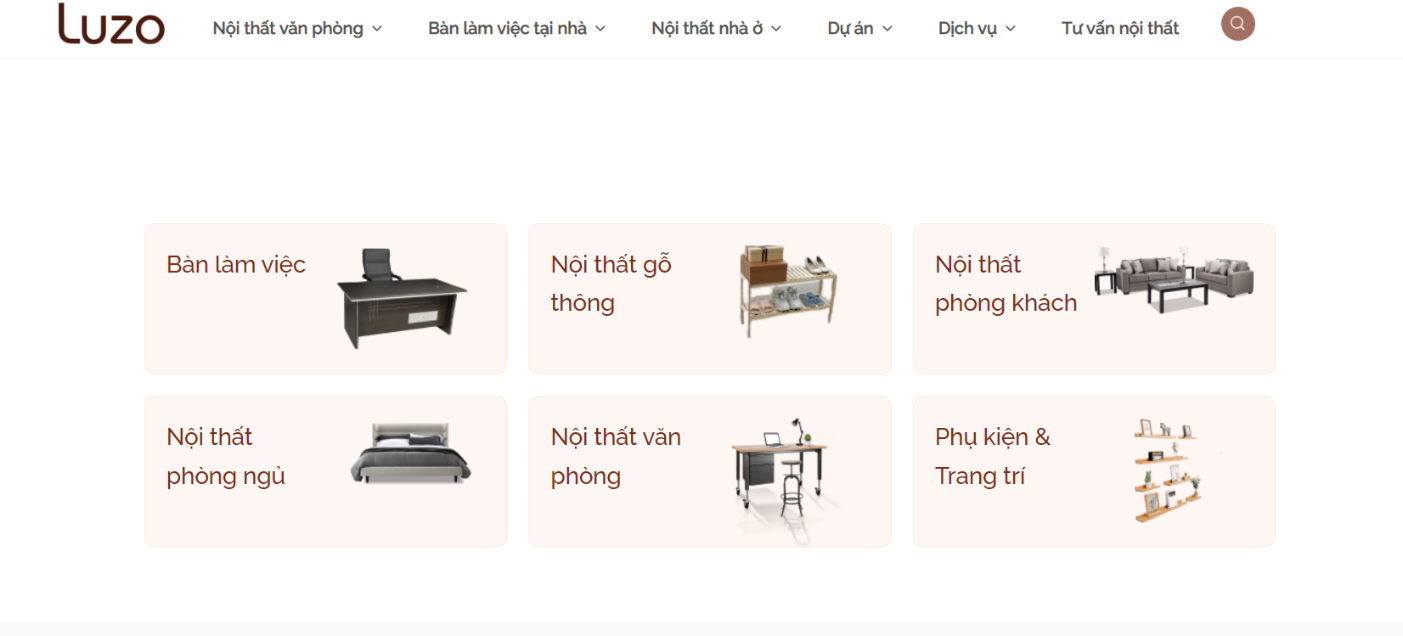 Luzo
Nội thất văn phòng
Bàn làm việc tại nhà
Nội thất nhà ở
Dự án
Dịch vụ
Tư vấn nội thất
Bàn làm việc
Nội thất gỗ
thông
Nội thất
phòng khách
Nội thất
phòng ngủ
Nội thất văn
phòng
Phụ kiện &
Trang trí